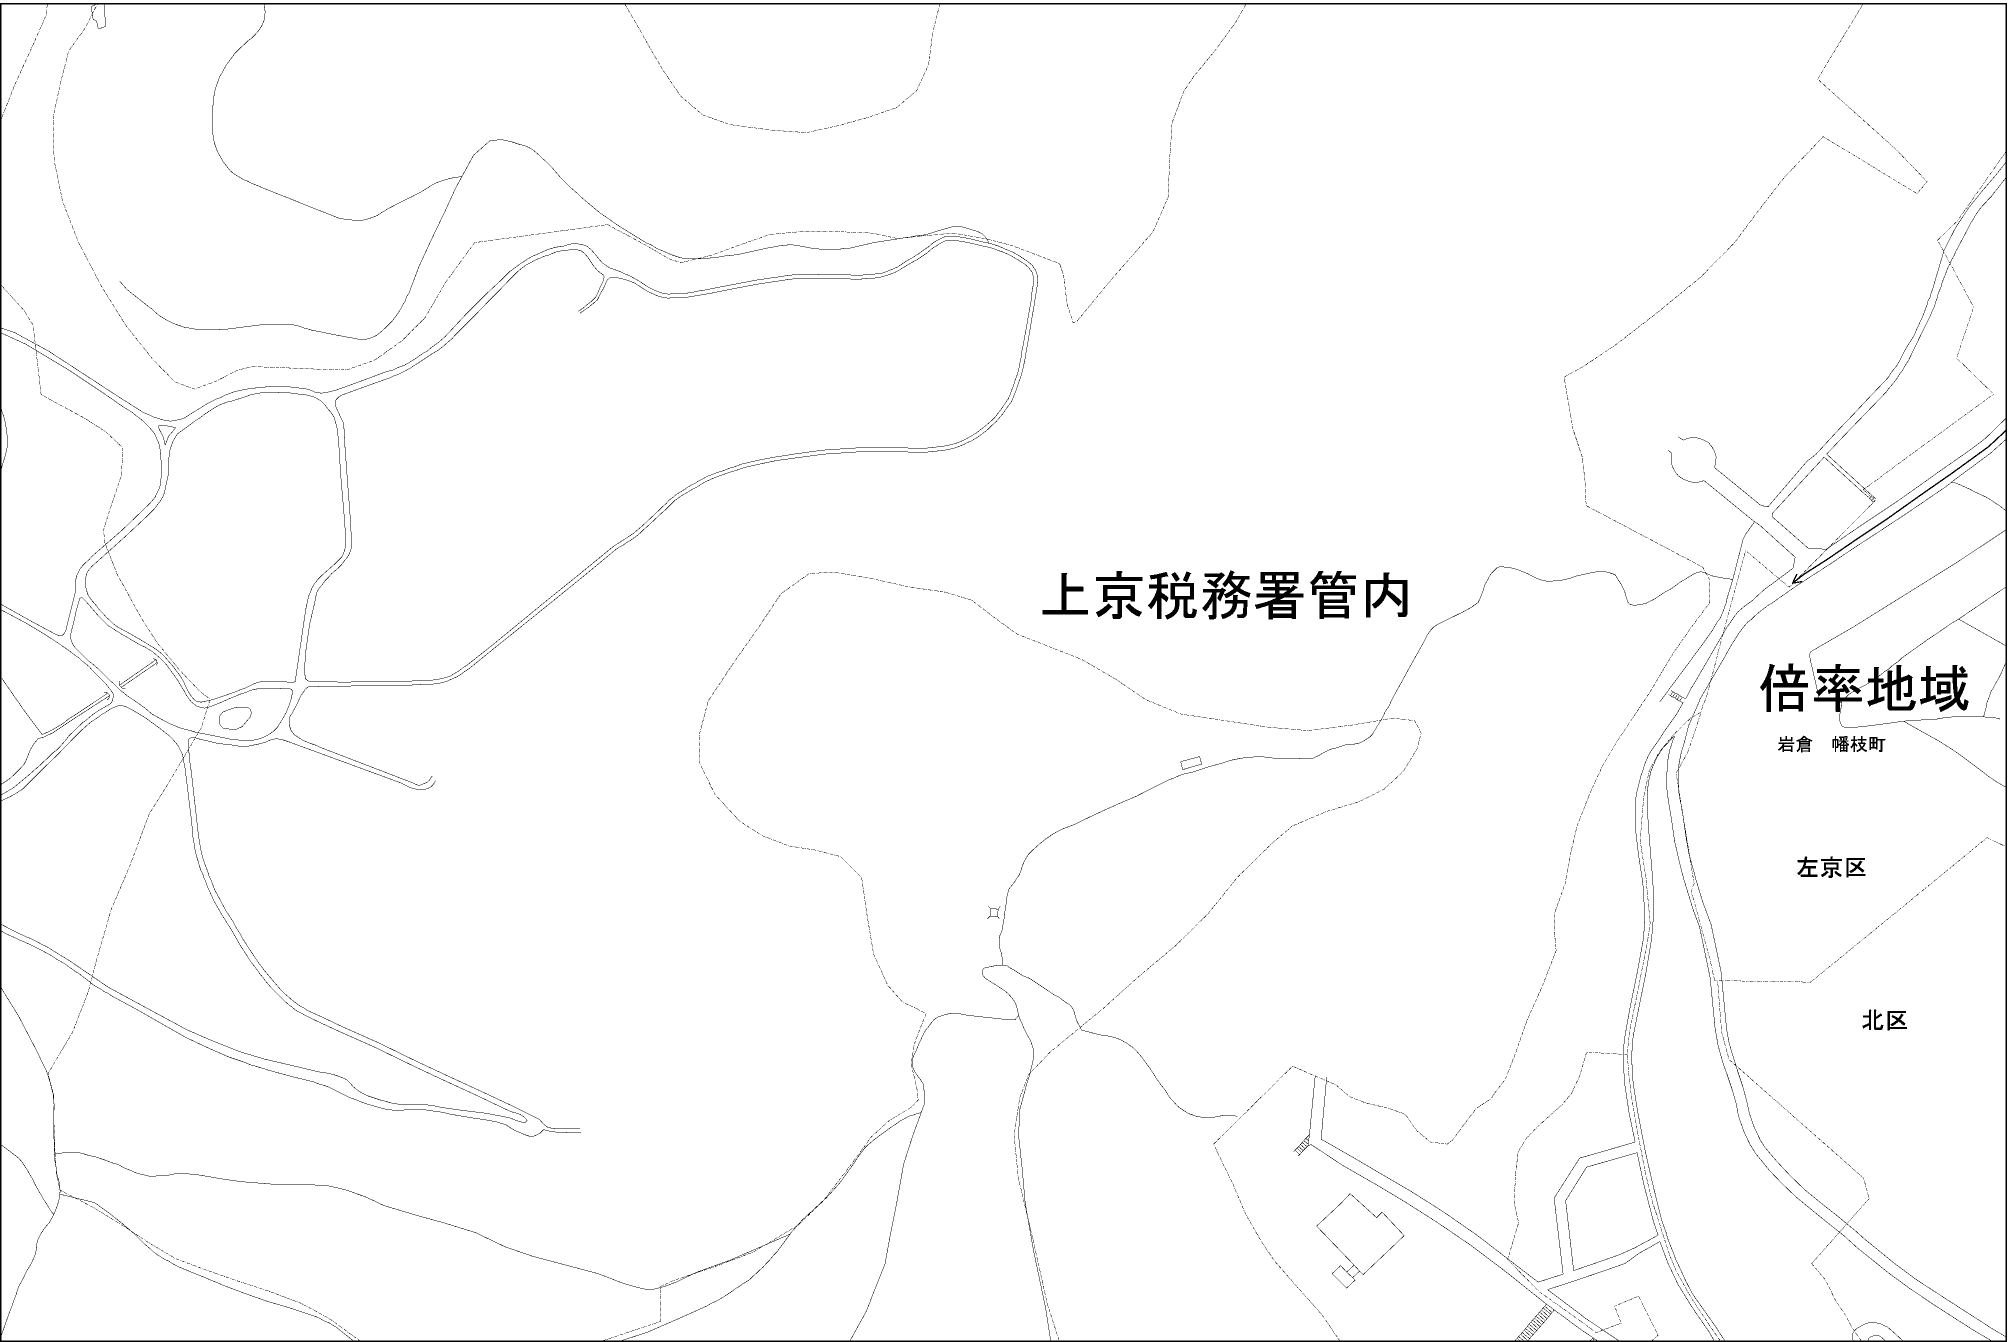 上京税務署管内
倍率地域
岩倉　幡枝町
左京区
北区